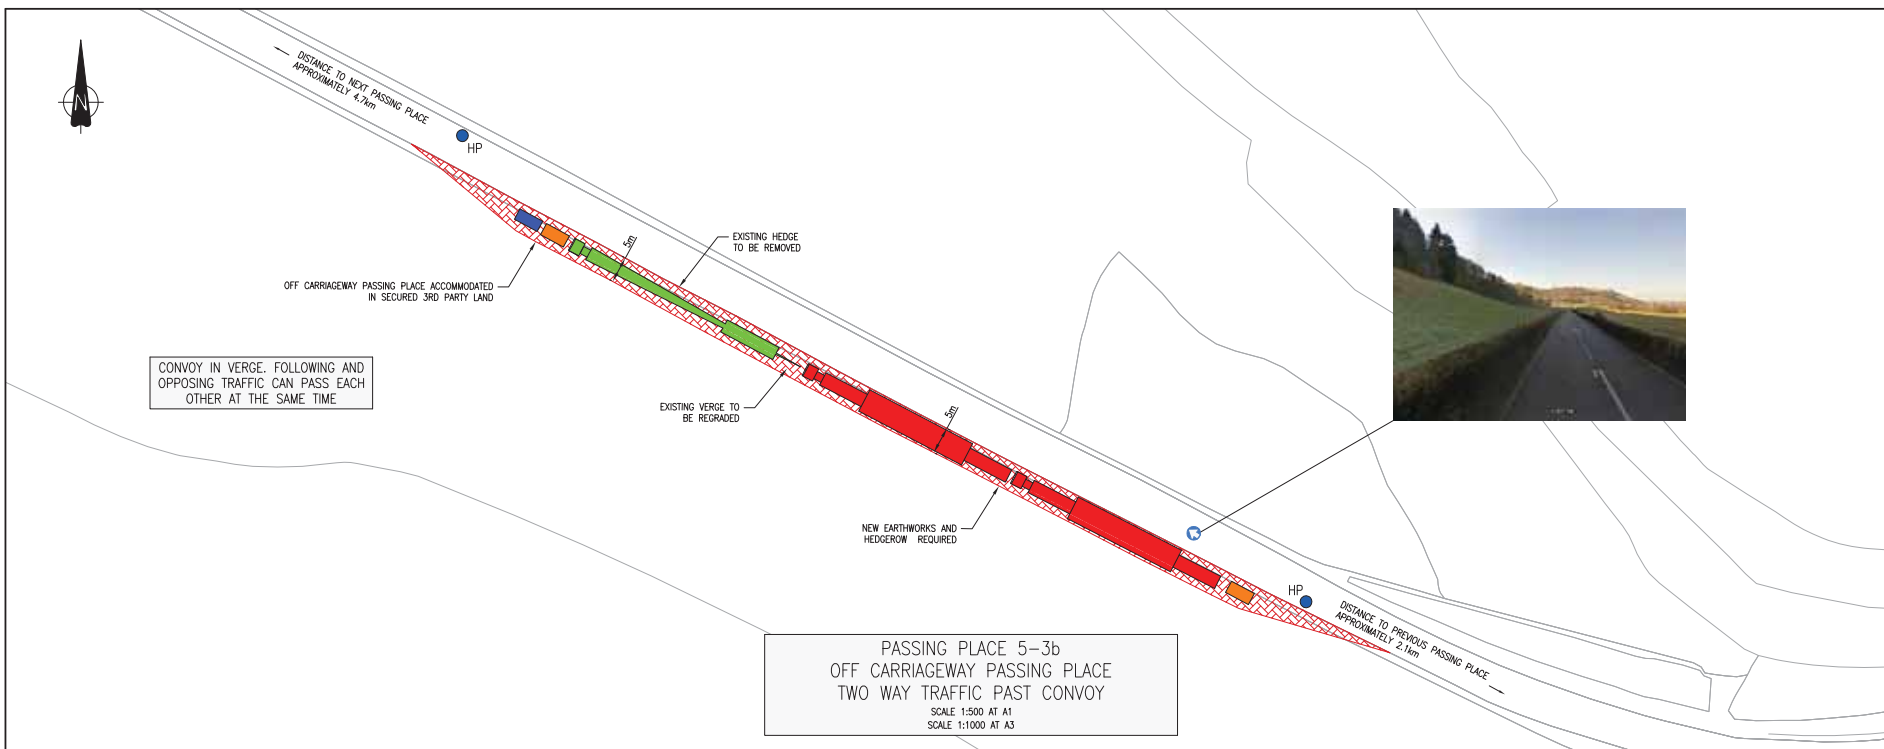 N
DISTANCE TO NEXT PASSING PLACE
APPROXIMATELY 4.7km
HP
5m
EXISTING HEDGE
TO BE REMOVED
OFF CARRIAGEWAY PASSING PLACE ACCOMMODATED
IN SECURED 3RD PARTY LAND
CONVOY IN VERGE. FOLLOWING AND
OPPOSING TRAFFIC CAN PASS EACH
OTHER AT THE SAME TIME
EXISTING VERGE TO
BE REGRADED
5m
NEW EARTHWORKS AND
HEDGEROW REQUIRED
HP
DISTANCE TO PREVIOUS PASSING PLACE
APPROXIMATELY 2.1km
PASSING PLACE 5-3b
OFF CARRIAGEWAY PASSING PLACE
TWO WAY TRAFFIC PAST CONVOY
SCALE 1:500 AT A1
SCALE 1:1000 AT A3